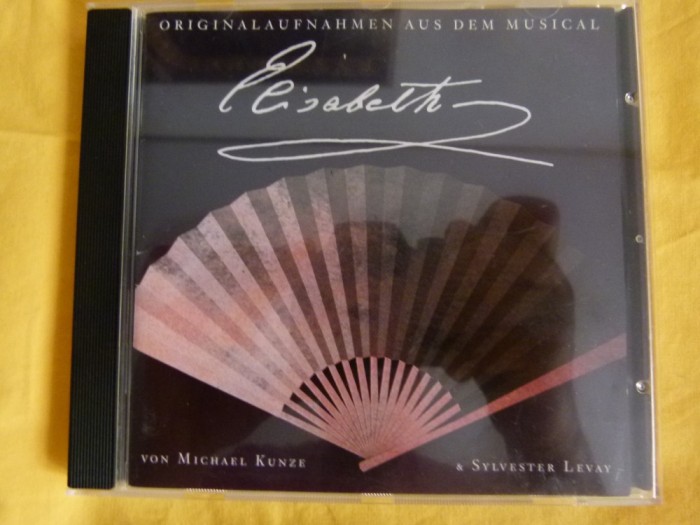 ORIGINALAUFNAHMEN AUS DEM MUSICAL
Elisabeth
VON MICHAEL KUNZE & SYLVESTER LEVAY